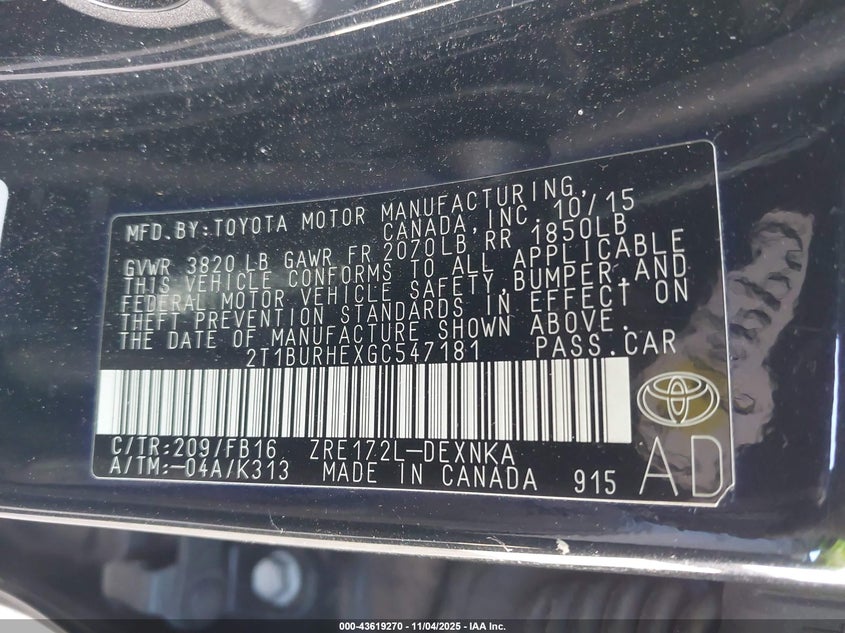 MFD.BY:TOYOTA MOTOR MANUFACTURING,
CANADA,INC. 10/15
GVWR 3820 LB GAWR FR 2070LB RR 1850LB
THIS VEHICLE CONFORMS TO ALL APPLICABLE
FEDERAL MOTOR VEHICLE SAFETY,BUMPER,AND
THEFT PREVENTION STANDARDS IN EFFECT ON
THE DATE OF MANUFACTURE SHOWN ABOVE.
2T1BURHEXGC547181 PASS.CAR
C/TR:209/FB16 ZRE172L-DEXNKA
A/TM:-04A/K313 MADE IN CANADA 915
AD
000-43619270 - 11/04/2025 - IAA Inc.